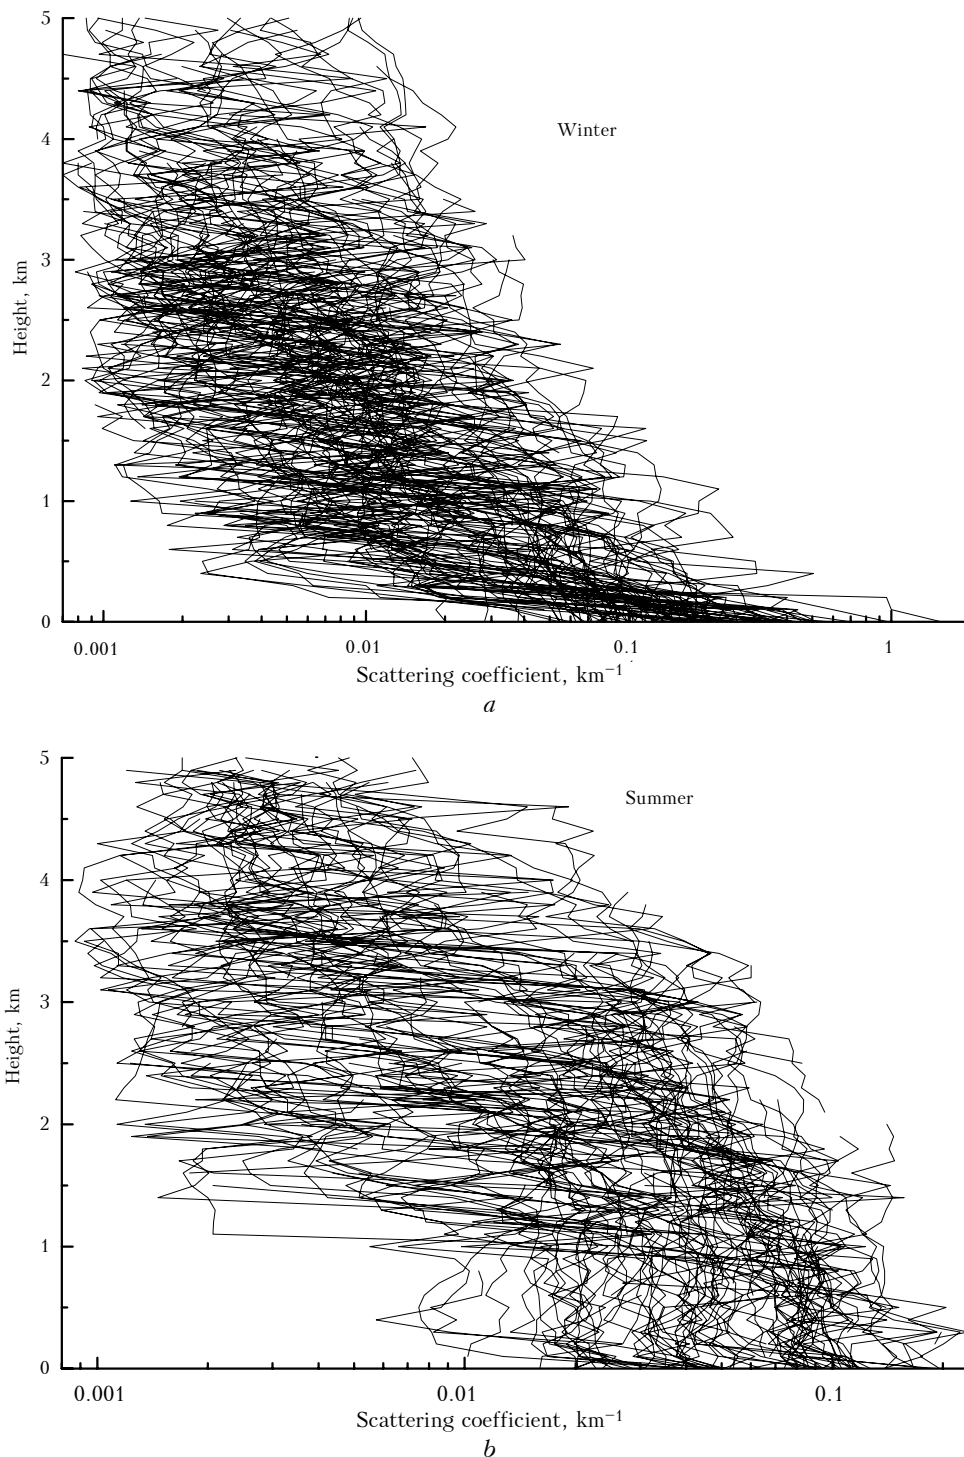 5
4
3
2
1
0
Height, km
Winter
0.001 0.01 0.1 1
Scattering coefficient, km⁻¹
a
5
4
3
2
1
0
Height, km
Summer
0.001 0.01 0.1
Scattering coefficient, km⁻¹
b